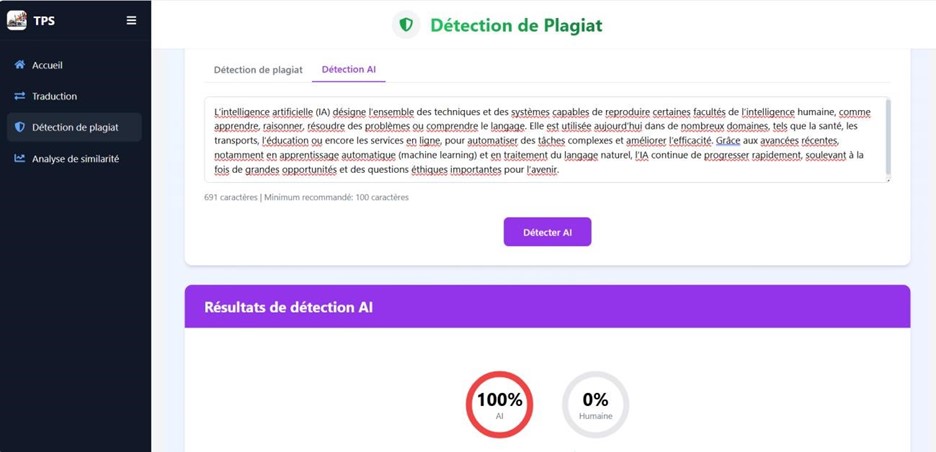 TPS
Détection de Plagiat
Accueil
Traduction
Détection de plagiat
Analyse de similarité
Détection de plagiat
Détection AI
L'intelligence artificielle (IA) désigne l'ensemble des techniques et des systèmes capables de reproduire certaines facultés de l'intelligence humaine, comme
apprendre, raisonner, résoudre des problèmes ou comprendre le langage. Elle est utilisée aujourd'hui dans de nombreux domaines, tels que la santé, les
transports, l'éducation ou encore les services en ligne, pour automatiser des tâches complexes et améliorer l'efficacité. Grâce aux avancées récentes,
notamment en apprentissage automatique (machine learning) et en traitement du langage naturel, l'IA continue de progresser rapidement, soulevant à la
fois de grandes opportunités et des questions éthiques importantes pour l'avenir.
691 caractères | Minimum recommandé: 100 caractères
Détecter AI
Résultats de détection AI
100%
AI
0%
Humaine